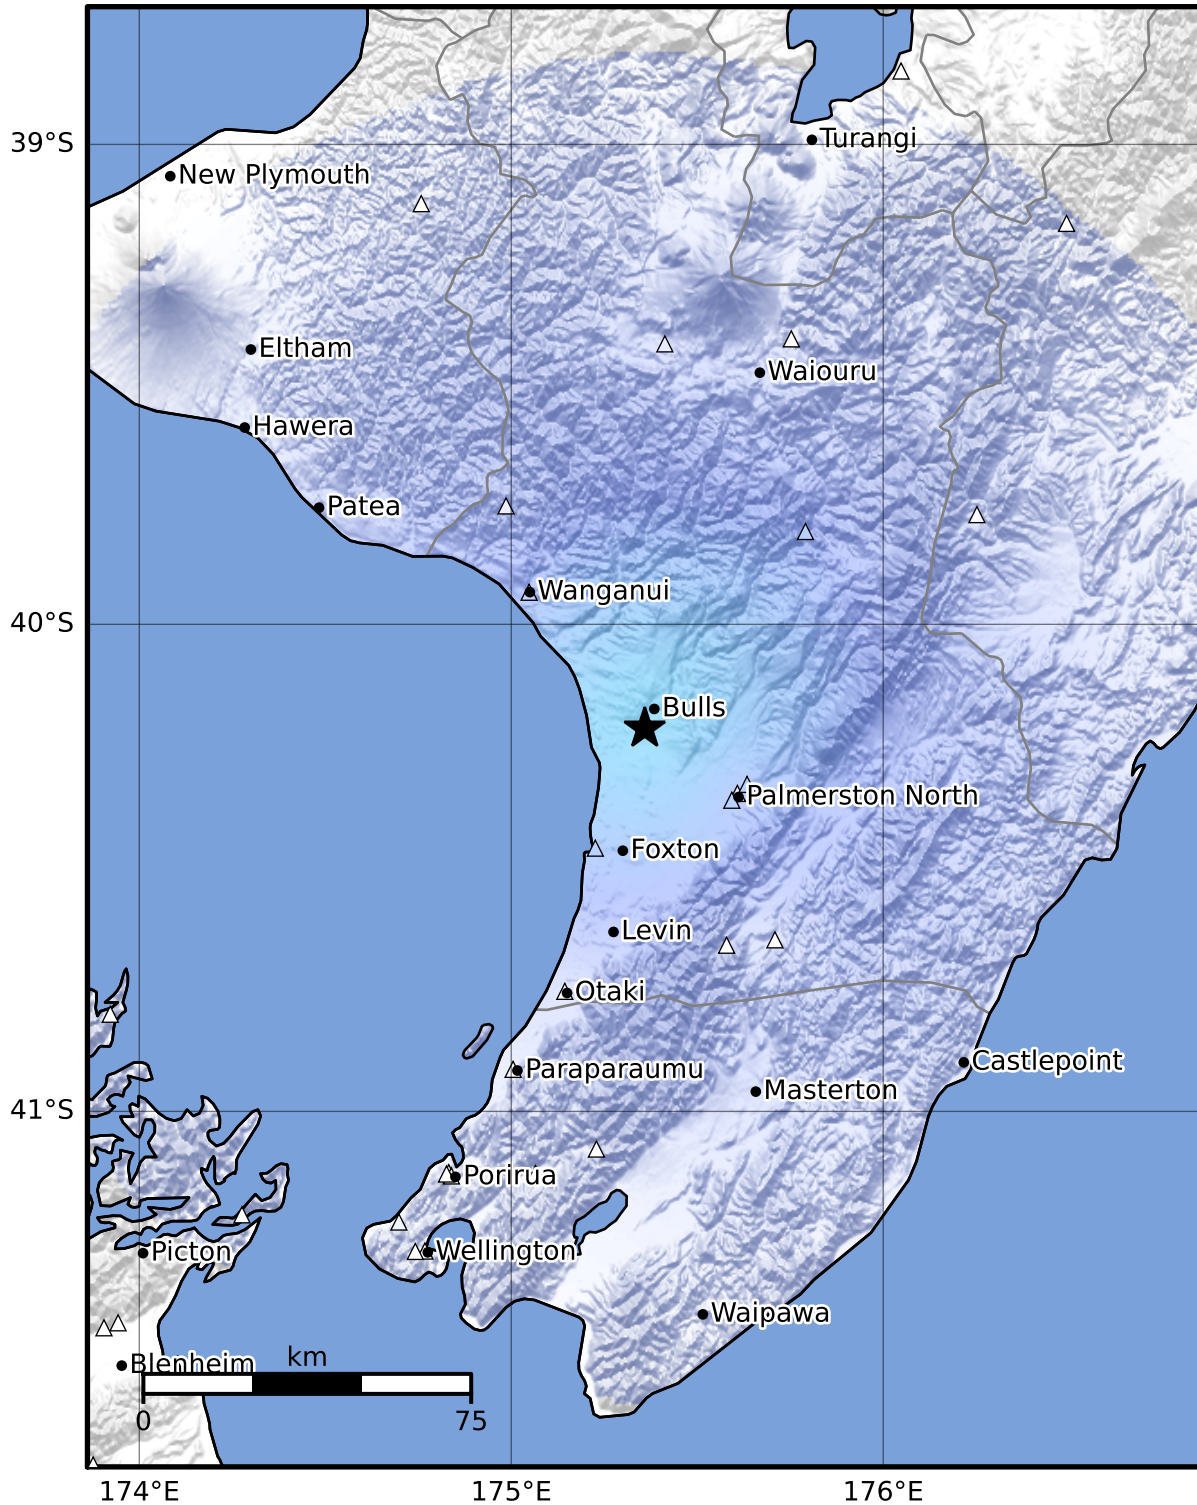 39°S
Turangi
New Plymouth
Eltham
Waiouru
Hawera
Patea
Wanganui
40°S
Bulls
Palmerston North
Foxton
Levin
Otaki
Castlepoint
Paraparaumu
Masterton
41°S
Porirua
Picton
Wellington
Waipawa
Blenheim
km
0 75
174°E 175°E 176°E